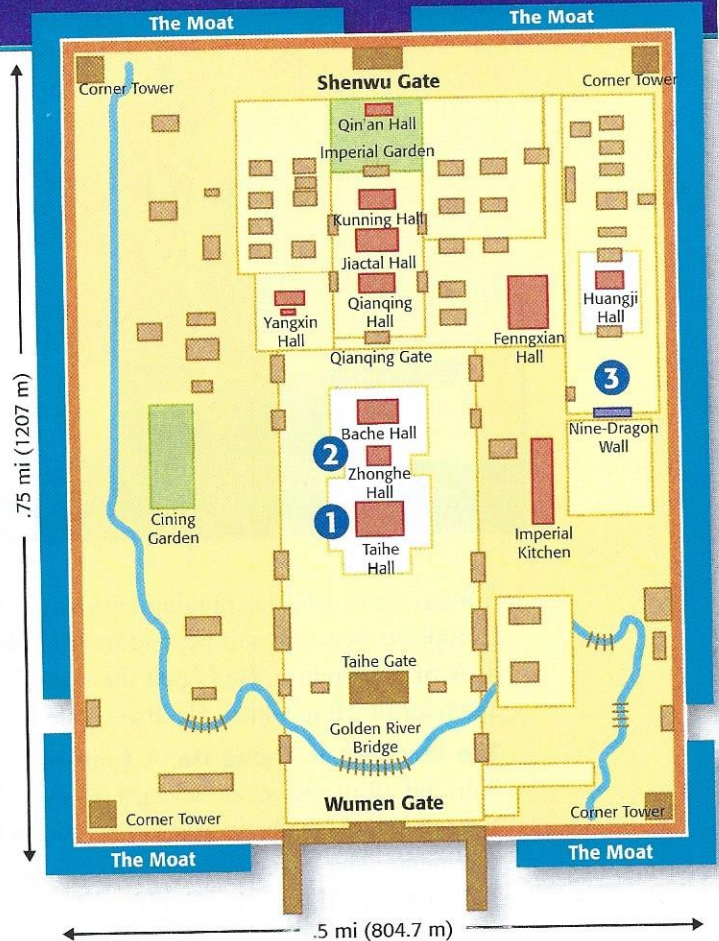 The Moat
The Moat
Corner Tower
Shenwu Gate
Corner Tower
Qin'an Hall
Imperial Garden
Kunning Hall
Jiactal Hall
Qianqing
Hall
Yangxin
Hall
Huangji
Hall
Fenngxian
Hall
Qianqing Gate
3
Bache Hall
Nine-Dragon
Wall
2
Zhonghe
Hall
1
Taihe
Hall
Cining
Garden
Imperial
Kitchen
.75 mi (1207 m)
Taihe Gate
Golden River
Bridge
Wumen Gate
Corner Tower
Corner Tower
The Moat
The Moat
.5 mi (804.7 m)